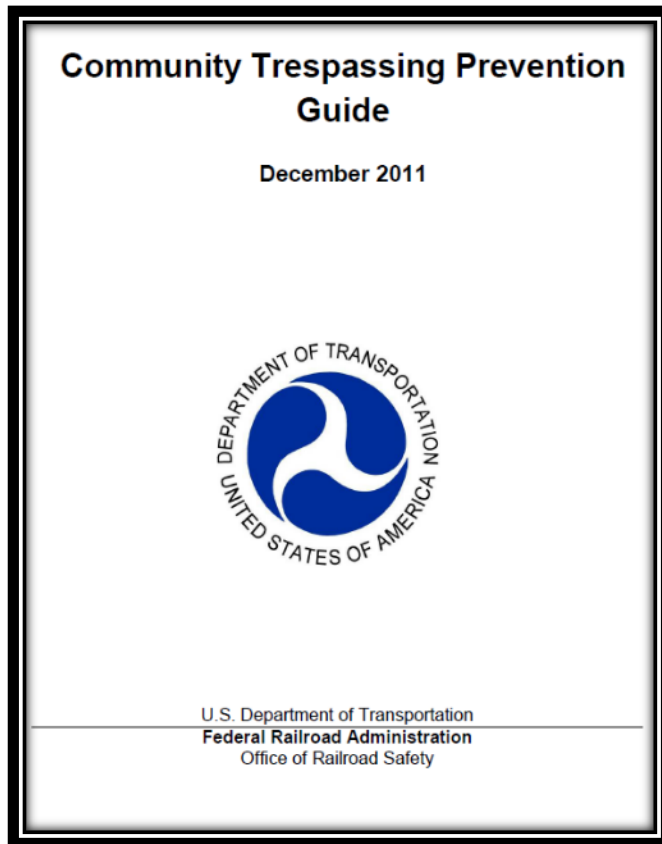 Community Trespassing Prevention
Guide
December 2011
DEPARTMENT OF TRANSPORTATION
UNITED STATES OF AMERICA
U.S. Department of Transportation
Federal Railroad Administration
Office of Railroad Safety